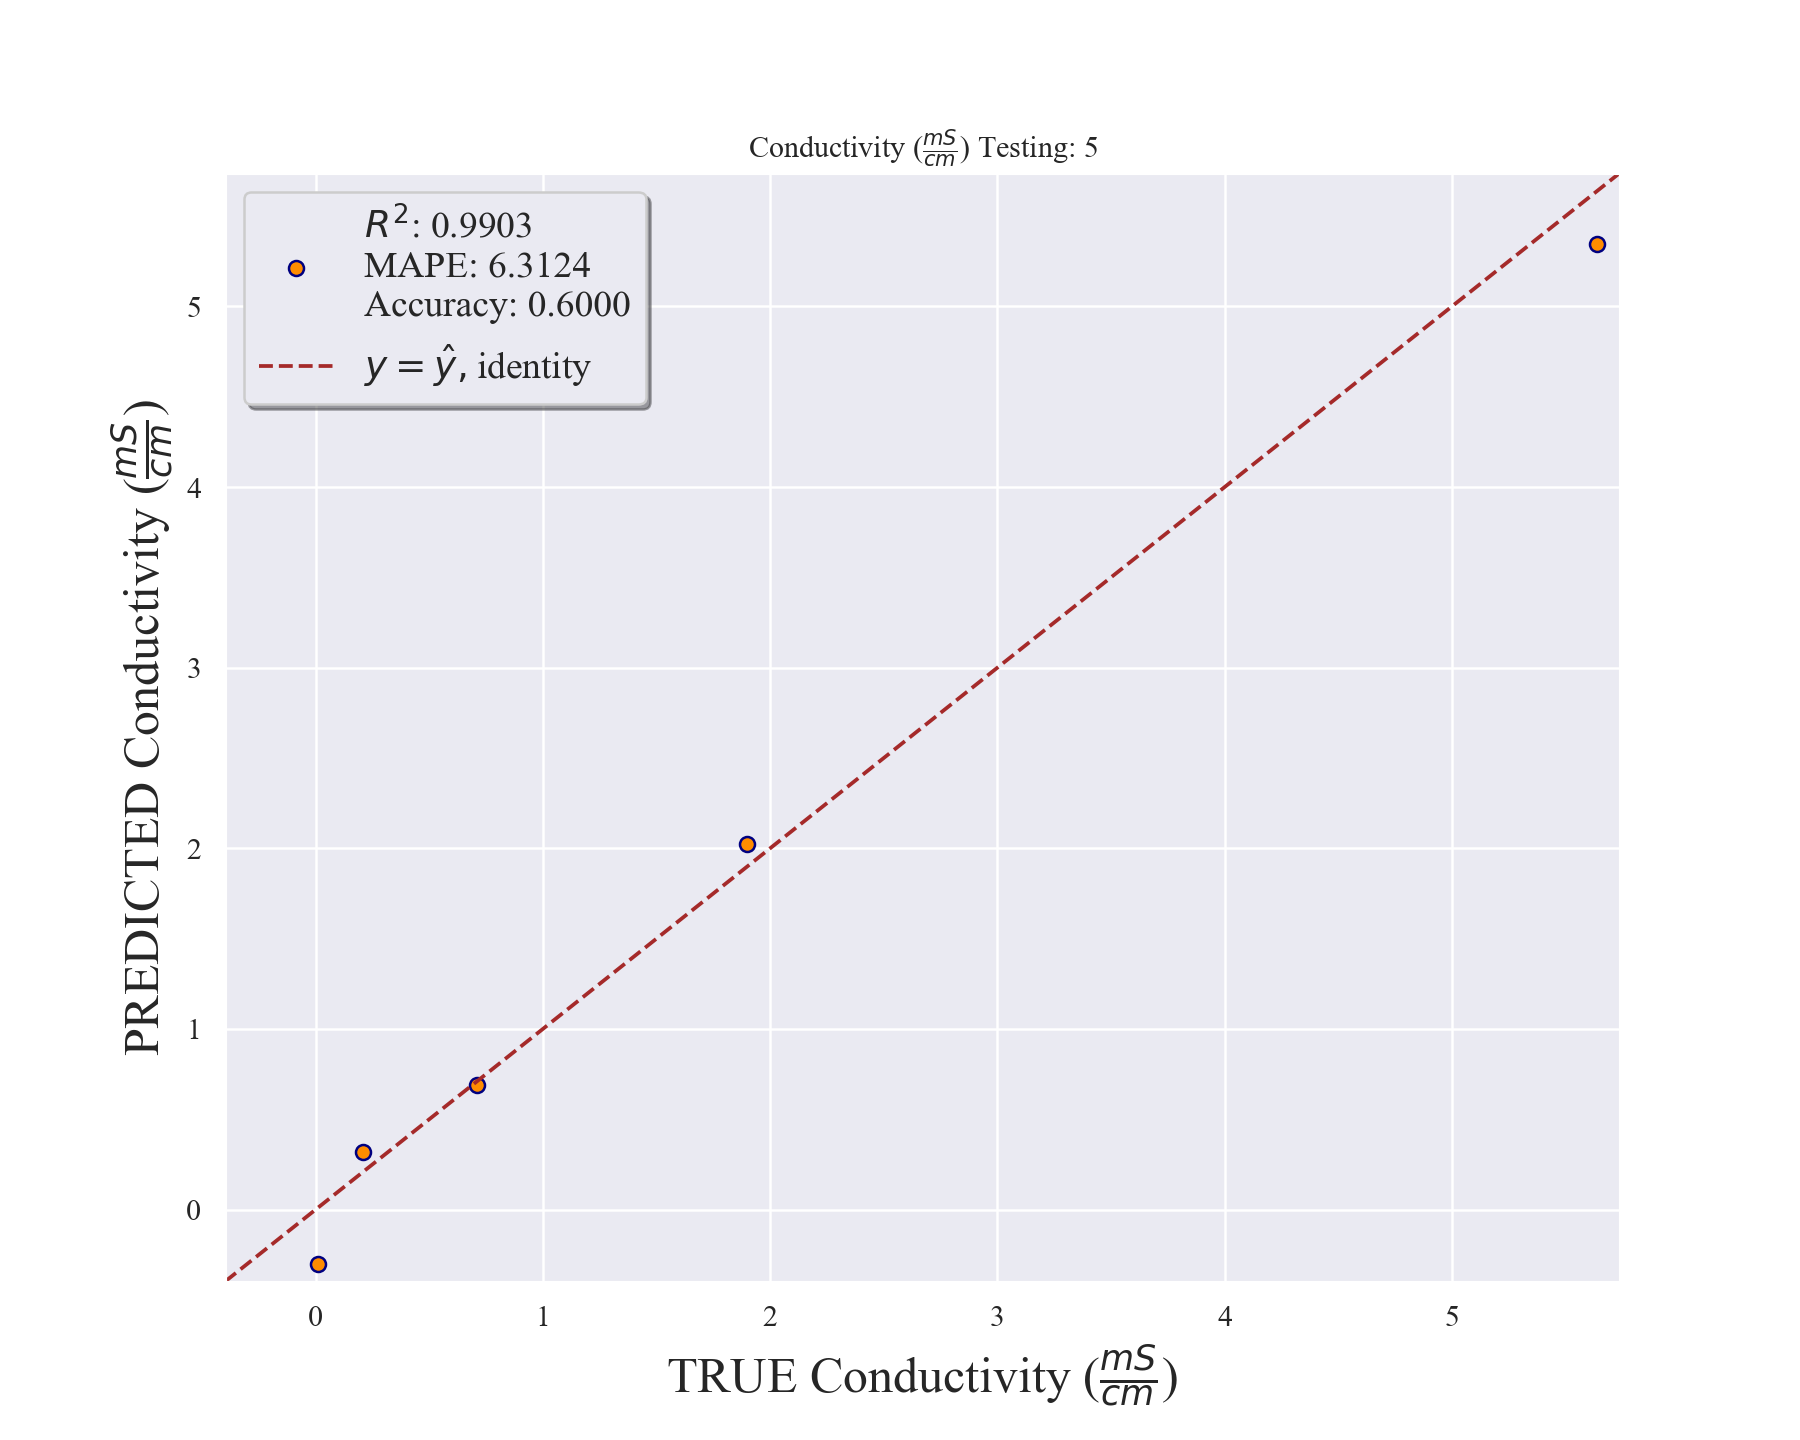 Conductivity (mS/cm) Testing: 5
R²: 0.9903
MAPE: 6.3124
Accuracy: 0.6000
y = ŷ, identity
PREDICTED Conductivity (mS/cm)
5
4
3
2
1
0
0 1 2 3 4 5
TRUE Conductivity (mS/cm)